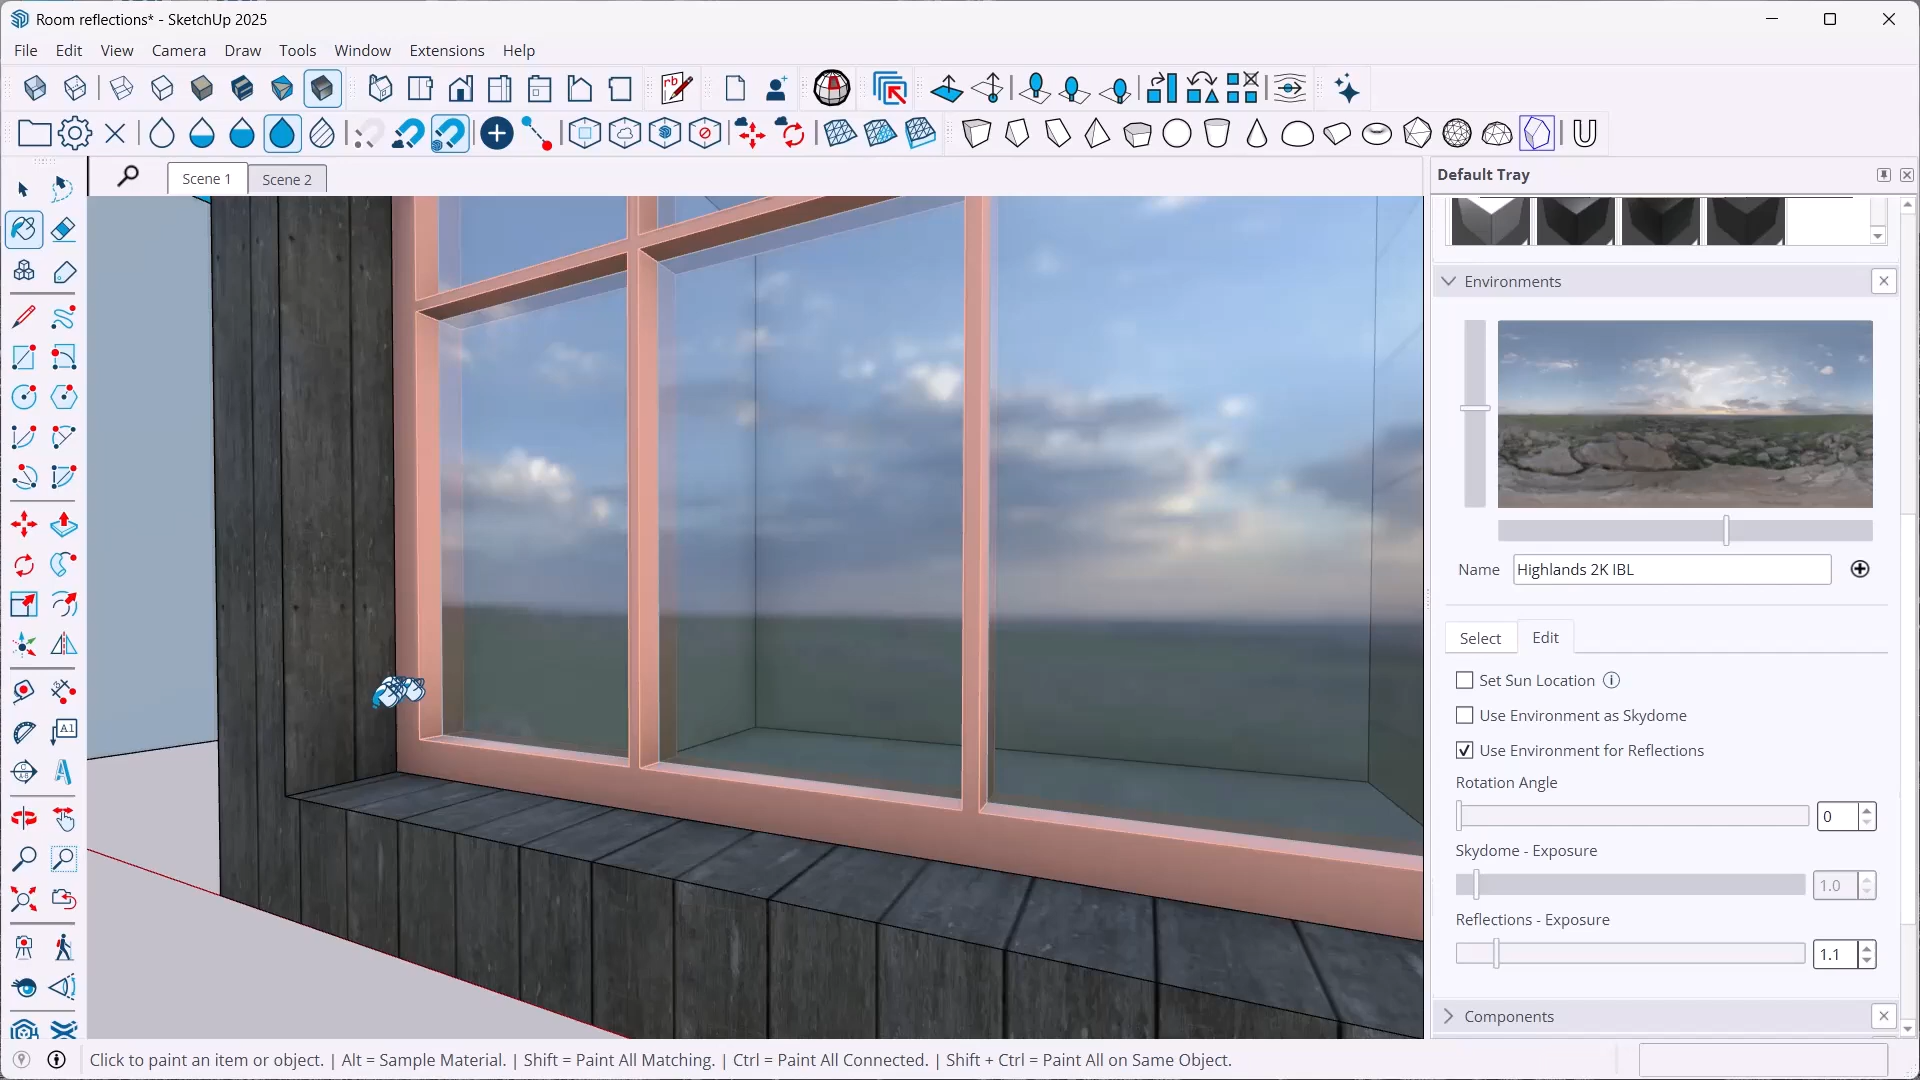 Room reflections* - SketchUp 2025
File Edit View Camera Draw Tools Window Extensions Help
rb
Scene 1 Scene 2
Default Tray
Environments
Name Highlands 2K IBL
Select Edit
Set Sun Location
Use Environment as Skydome
Use Environment for Reflections
Rotation Angle
0
Skydome - Exposure
1.0
Reflections - Exposure
1.1
Components
A1
Click to paint an item or object. | Alt = Sample Material. | Shift = Paint All Matching. | Ctrl = Paint All Connected. | Shift + Ctrl = Paint All on Same Object.